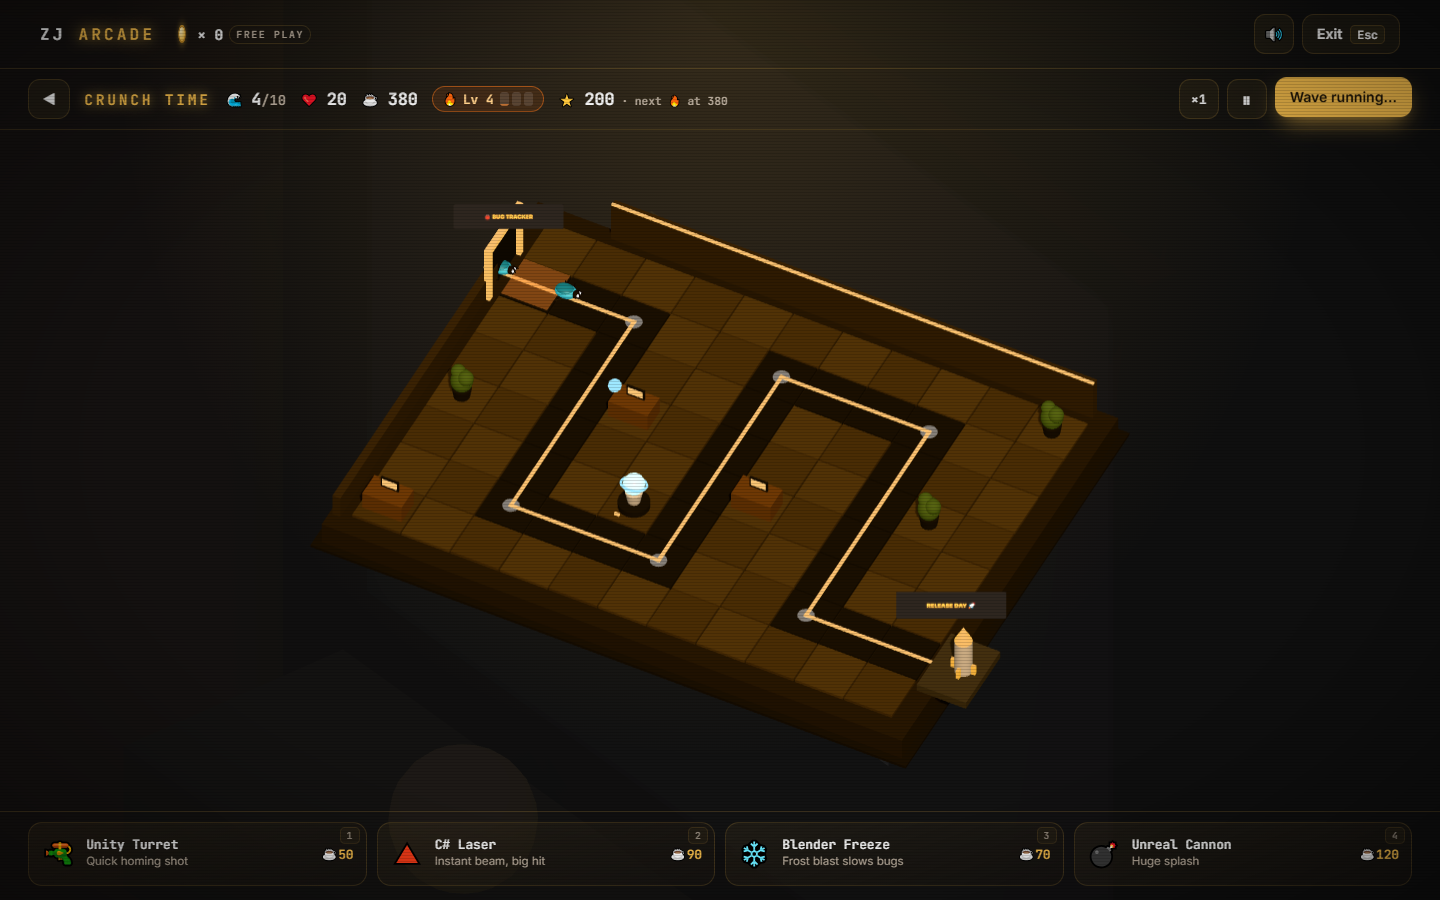 ZJ ARCADE × 0 FREE PLAY
Exit Esc
CRUNCH TIME 4/10 20 380 Lv 4 200 · next at 380
×1 Wave running...
BUG TRACKER
RELEASE DAY
Unity Turret
Quick homing shot
1
50
C# Laser
Instant beam, big hit
2
90
Blender Freeze
Frost blast slows bugs
3
70
Unreal Cannon
Huge splash
4
120